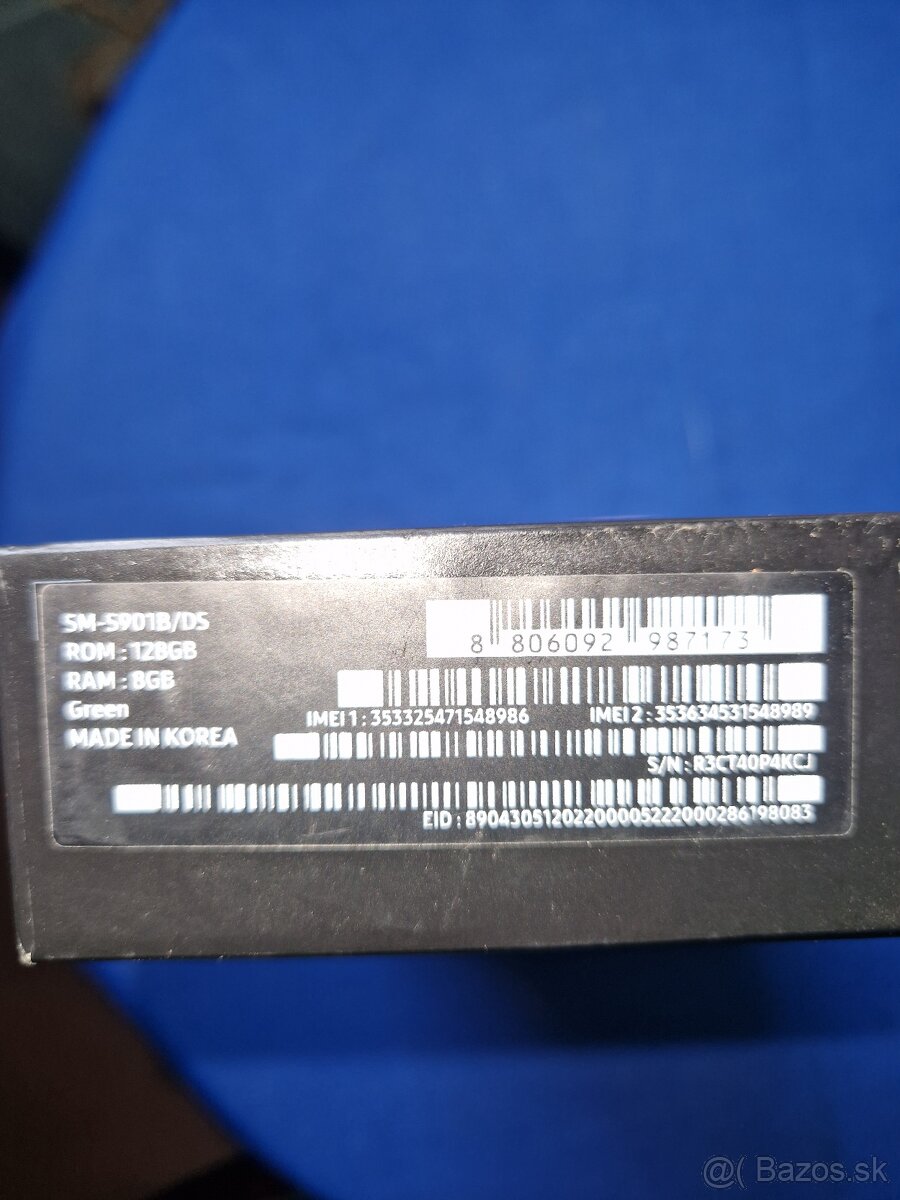 SM-S901B/DS
ROM : 128GB
RAM : 8GB
Green
MADE IN KOREA
8 806092 987173
IMEI 1 : 353325471548986
IMEI 2 : 353634531548989
S/N : R3CT40P4KCJ
EID : 89043051202200005222000286198083
@( Bazos.sk